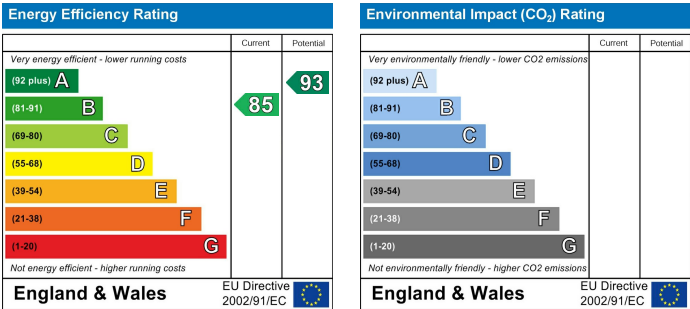 Energy Efficiency Rating
Current
Potential
Very energy efficient - lower running costs
(92 plus) A
(81-91) B
(69-80) C
(55-68) D
(39-54) E
(21-38) F
(1-20) G
85
93
Not energy efficient - higher running costs
England & Wales
EU Directive
2002/91/EC
Environmental Impact (CO₂) Rating
Current
Potential
Very environmentally friendly - lower CO2 emissions
(92 plus) A
(81-91) B
(69-80) C
(55-68) D
(39-54) E
(21-38) F
(1-20) G
Not environmentally friendly - higher CO2 emissions
England & Wales
EU Directive
2002/91/EC